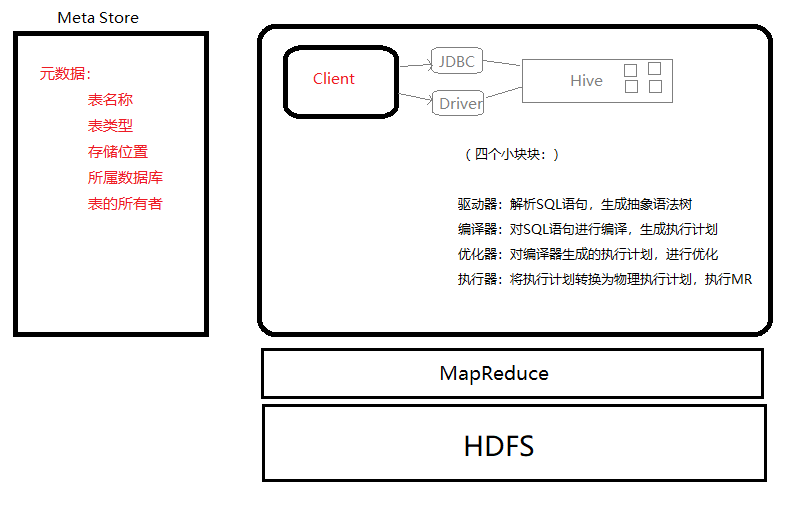 Meta Store
元数据：
表名称
表类型
存储位置
所属数据库
表的所有者
Client
JDBC
Driver
Hive
（ 四个小块块：）
驱动器：解析SQL语句，生成抽象语法树
编译器：对SQL语句进行编译，生成执行计划
优化器：对编译器生成的执行计划，进行优化
执行器：将执行计划转换为物理执行计划，执行MR
MapReduce
HDFS